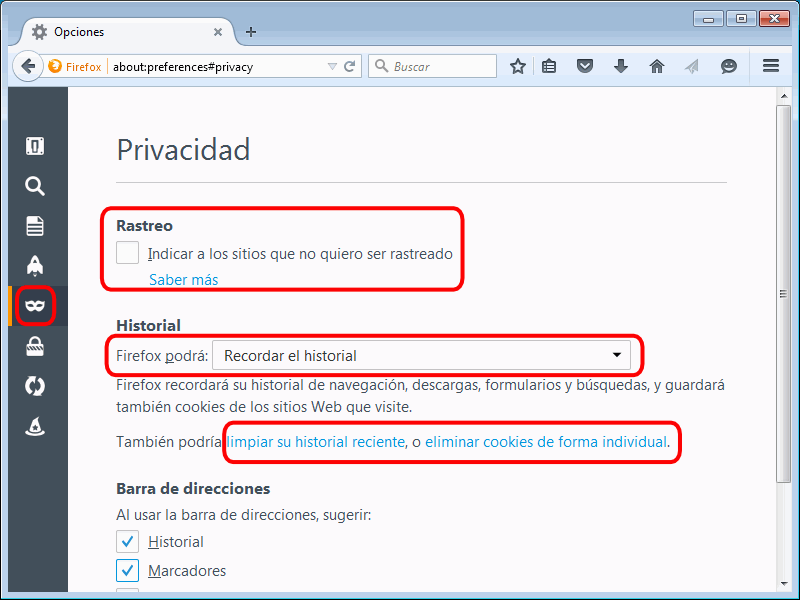 Opciones
Firefox about:preferences#privacy Buscar
Privacidad
Rastreo
Indicar a los sitios que no quiero ser rastreado
Saber más
Historial
Firefox podrá: Recordar el historial
Firefox recordará su historial de navegación, descargas, formularios y búsquedas, y guardará
también cookies de los sitios Web que visite.
También podría limpiar su historial reciente, o eliminar cookies de forma individual.
Barra de direcciones
Al usar la barra de direcciones, sugerir:
Historial
Marcadores